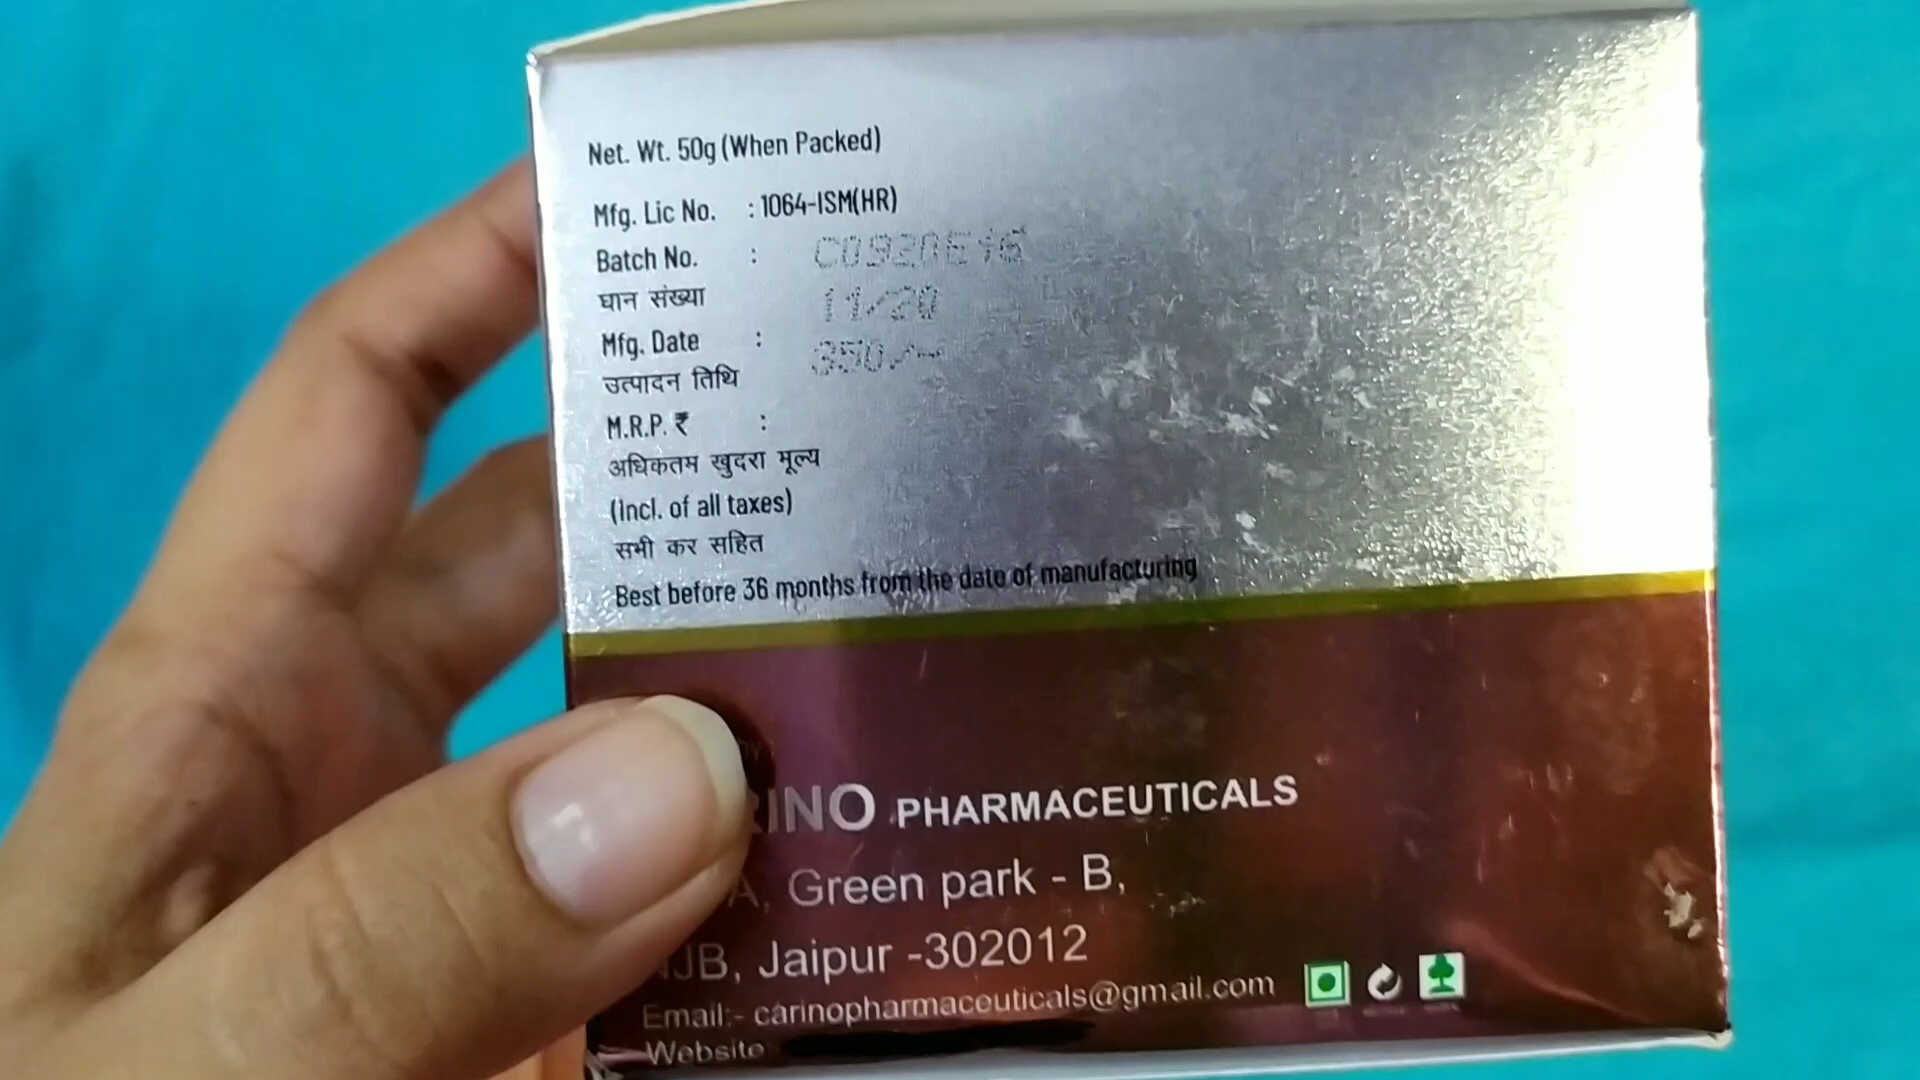 Net. Wt. 50g (When Packed)
Mfg. Lic No. : 1064-ISM(HR)
Batch No. :
घान संख्या
11/20
Mfg. Date :
350/-
उत्पादन तिथि
M.R.P. ₹ :
अधिकतम खुदरा मूल्य
(Incl. of all taxes)
सभी कर सहित
Best before 36 months from the date of manufacturing
PHARMACEUTICALS
Green park - B,
Jaipur -302012
Email:- carinopharmaceuticals@gmail.com
Website